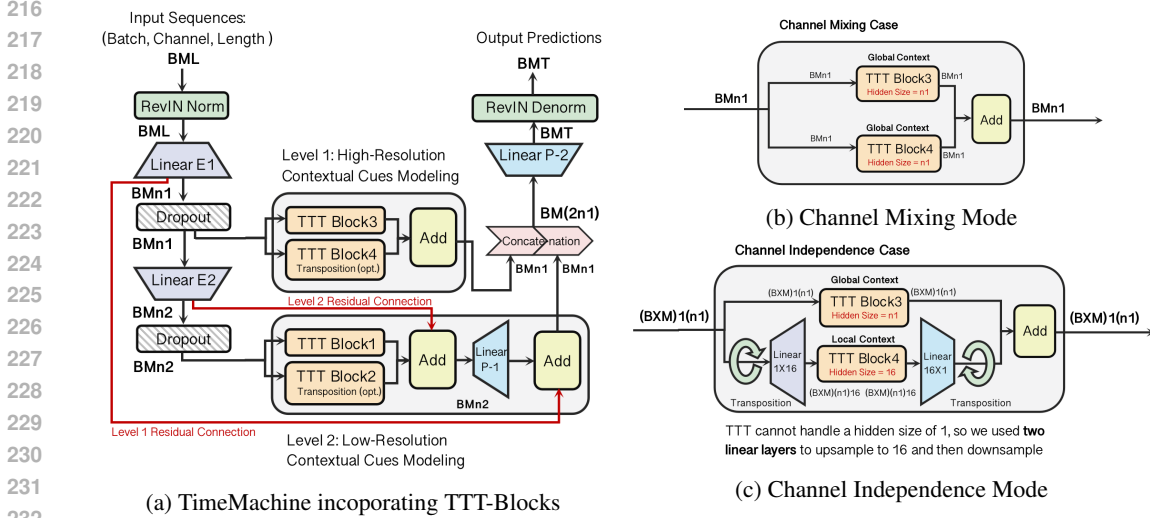 216
217
218
219
220
221
222
223
224
225
226
227
228
229
230
231
232
Input Sequences:
(Batch, Channel, Length )
BML
RevIN Norm
BML
Linear E1
BMn1
Dropout
BMn1
Linear E2
BMn2
Dropout
BMn2
Output Predictions
BMT
RevIN Denorm
BMT
Linear P-2
BM(2n1)
Concatenation
BMn1
BMn1
Level 1: High-Resolution
Contextual Cues Modeling
TTT Block3
TTT Block4
Transposition (opt.)
Add
Level 2 Residual Connection
TTT Block1
TTT Block2
Transposition (opt.)
Add
Linear
P-1
Add
BMn2
Level 1 Residual Connection
Level 2: Low-Resolution
Contextual Cues Modeling
(a) TimeMachine incoporating TTT-Blocks
Channel Mixing Case
BMn1
BMn1
Global Context
TTT Block3
Hidden Size = n1
BMn1
BMn1
Global Context
TTT Block4
Hidden Size = n1
BMn1
Add
BMn1
(b) Channel Mixing Mode
Channel Independence Case
(BXM)1(n1)
(BXM)1(n1)
Global Context
TTT Block3
Hidden Size = n1
(BXM)1(n1)
Transposition
Linear
1X16
(BXM)(n1)16
Local Context
TTT Block4
Hidden Size = 16
(BXM)(n1)16
Linear
16X1
Transposition
Add
(BXM)1(n1)
TTT cannot handle a hidden size of 1, so we used two
linear layers to upsample to 16 and then downsample
(c) Channel Independence Mode